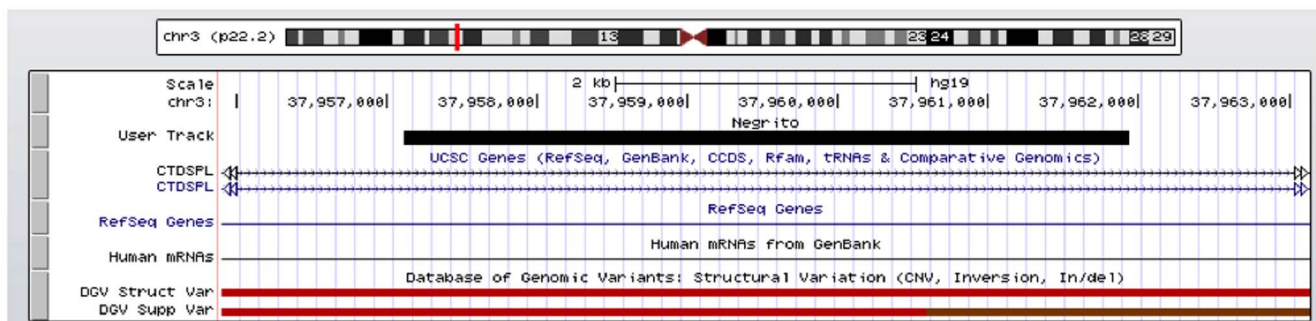 chr3 (p22.2) 13 23 24 28 29
Scale 2 kb| |hg19
chr3: | 37,957,000| 37,958,000| 37,959,000| 37,960,000| 37,961,000| 37,962,000| 37,963,000|
Negrito
User Track
UCSC Genes (RefSeq, GenBank, CCDS, Rfam, tRNAs & Comparative Genomics)
CTDSPL
CTDSPL
RefSeq Genes
RefSeq Genes
Human mRNAs from GenBank
Human mRNAs
Database of Genomic Variants: Structural Variation (CNV, Inversion, In/del)
DGV Struct Var
DGV Supp Var